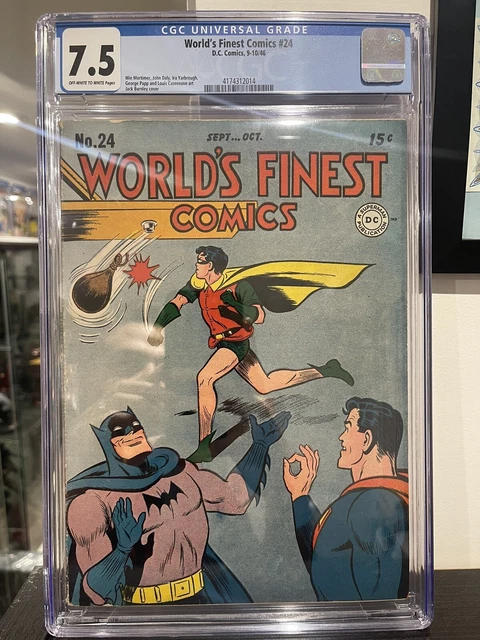 CGC UNIVERSAL GRADE
7.5
OFF-WHITE TO WHITE Pages
World's Finest Comics #24
D.C. Comics, 9-10/46
Win Mortimer, John Daly, Ira Yarbrough,
George Papp and Louis Cazeneuve art
Jack Burnley cover
4174312014
No.24
SEPT...OCT.
15¢
WORLD'S FINEST
COMICS
A SUPERMAN
DC
PUBLICATION